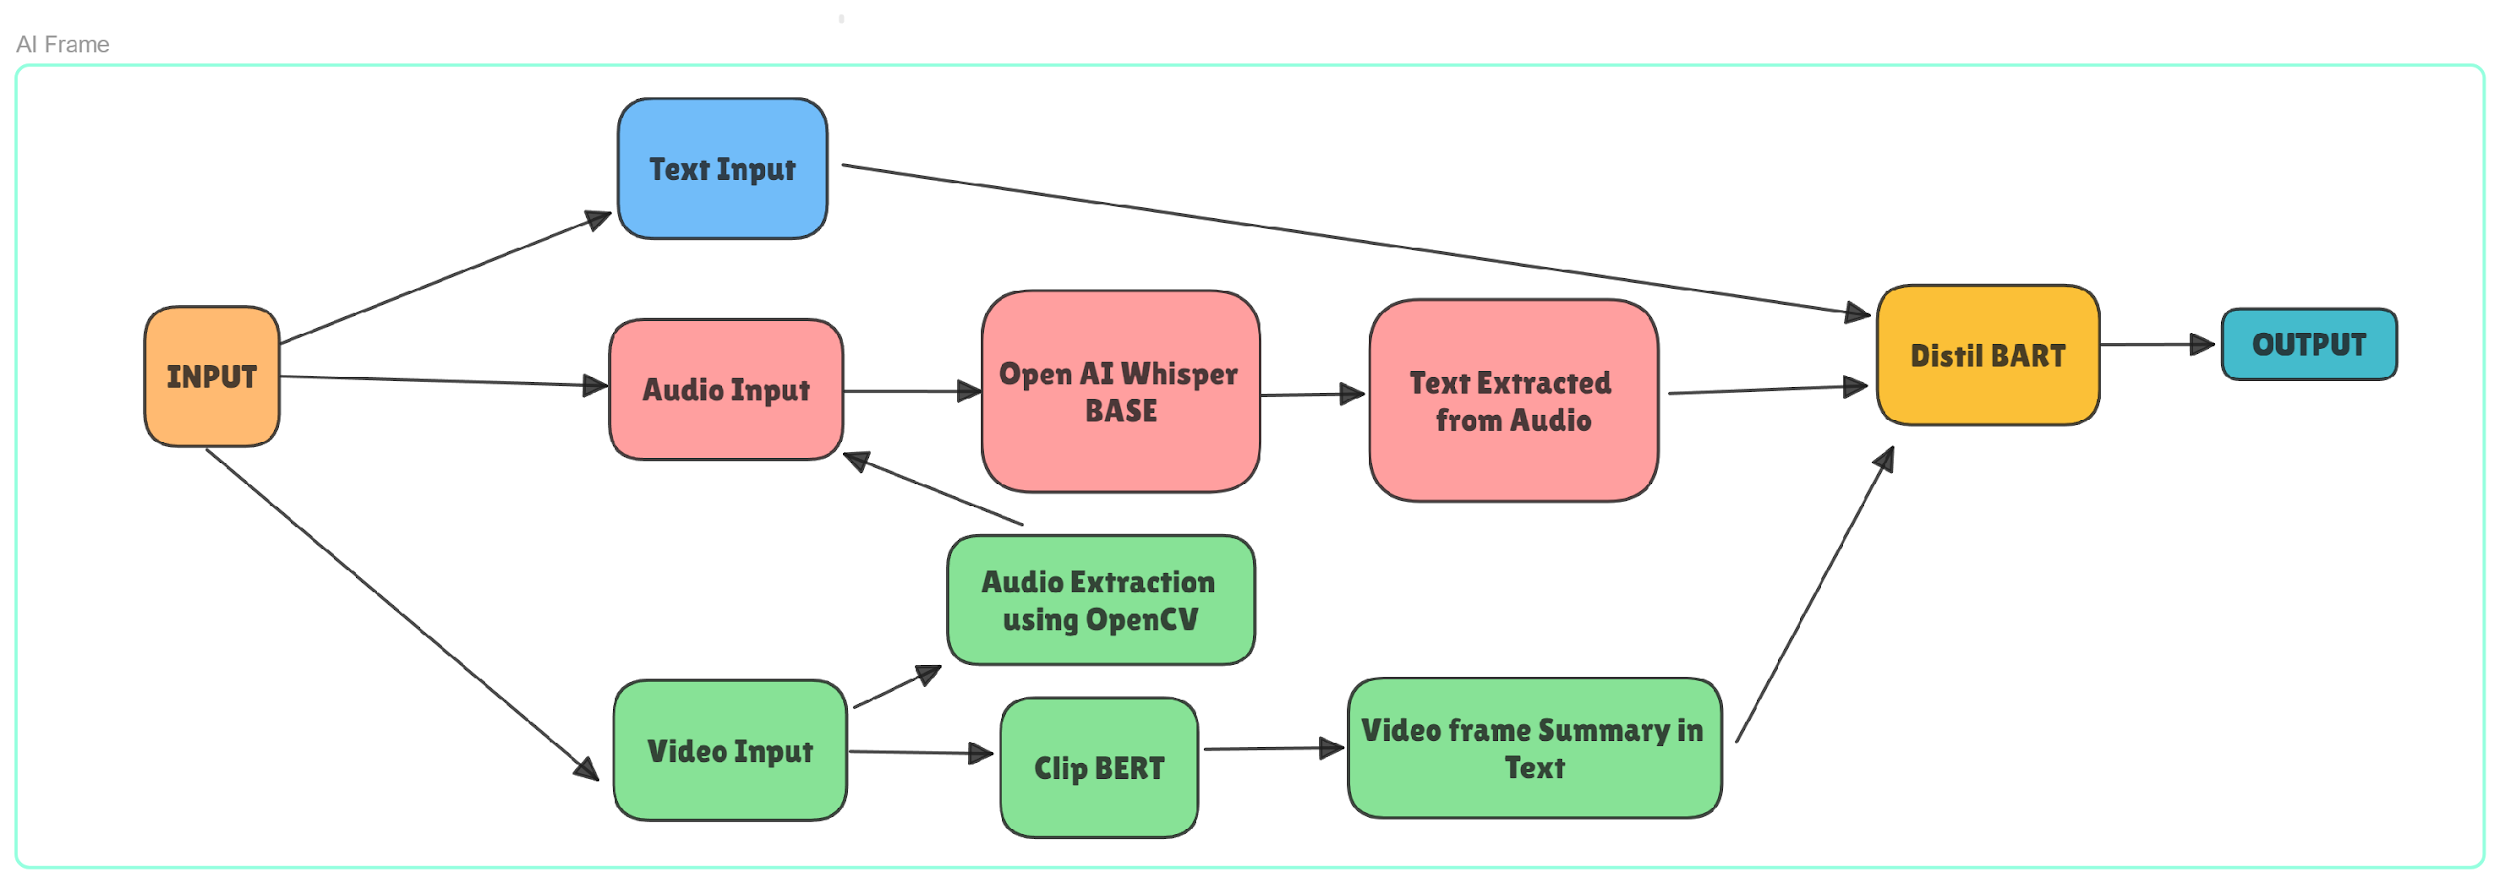 AI Frame
Text Input
INPUT
Audio Input
Open AI Whisper
BASE
Text Extracted
from Audio
Distil BART
OUTPUT
Audio Extraction
using OpenCV
Video Input
Clip BERT
Video frame Summary in
Text